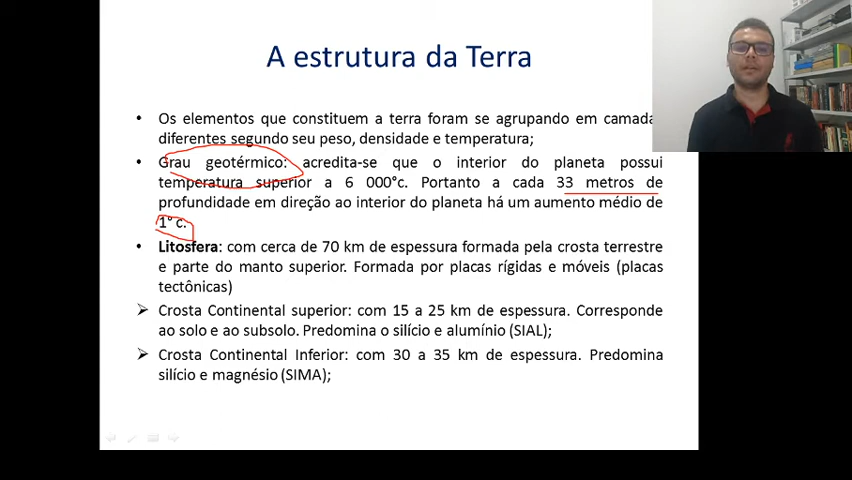 A estrutura da Terra
• Os elementos que constituem a terra foram se agrupando em camada
diferentes segundo seu peso, densidade e temperatura;
• Grau geotérmico: acredita-se que o interior do planeta possui
temperatura superior a 6 000°c. Portanto a cada 33 metros de
profundidade em direção ao interior do planeta há um aumento médio de
1° c.
• Litosfera: com cerca de 70 km de espessura formada pela crosta terrestre
e parte do manto superior. Formada por placas rígidas e móveis (placas
tectônicas)
➢ Crosta Continental superior: com 15 a 25 km de espessura. Corresponde
ao solo e ao subsolo. Predomina o silício e alumínio (SIAL);
➢ Crosta Continental Inferior: com 30 a 35 km de espessura. Predomina
silício e magnésio (SIMA);